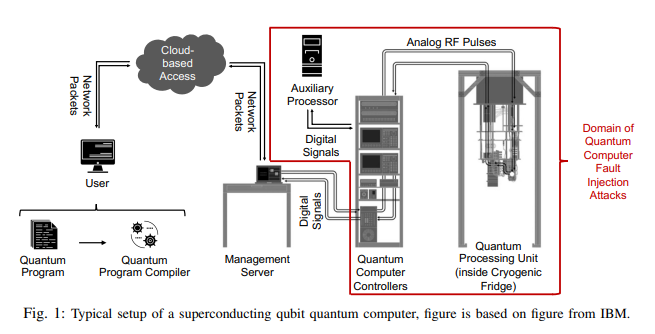 Cloud-
based
Access
Network
Packets
Network
Packets
User
Quantum
Program
Quantum
Program Compiler
Management
Server
Digital
Signals
Auxiliary
Processor
Digital
Signals
Analog RF Pulses
Quantum
Computer
Controllers
Quantum
Processing Unit
(inside Cryogenic
Fridge)
Domain of
Quantum
Computer
Fault
Injection
Attacks
Fig. 1: Typical setup of a superconducting qubit quantum computer, figure is based on figure from IBM.